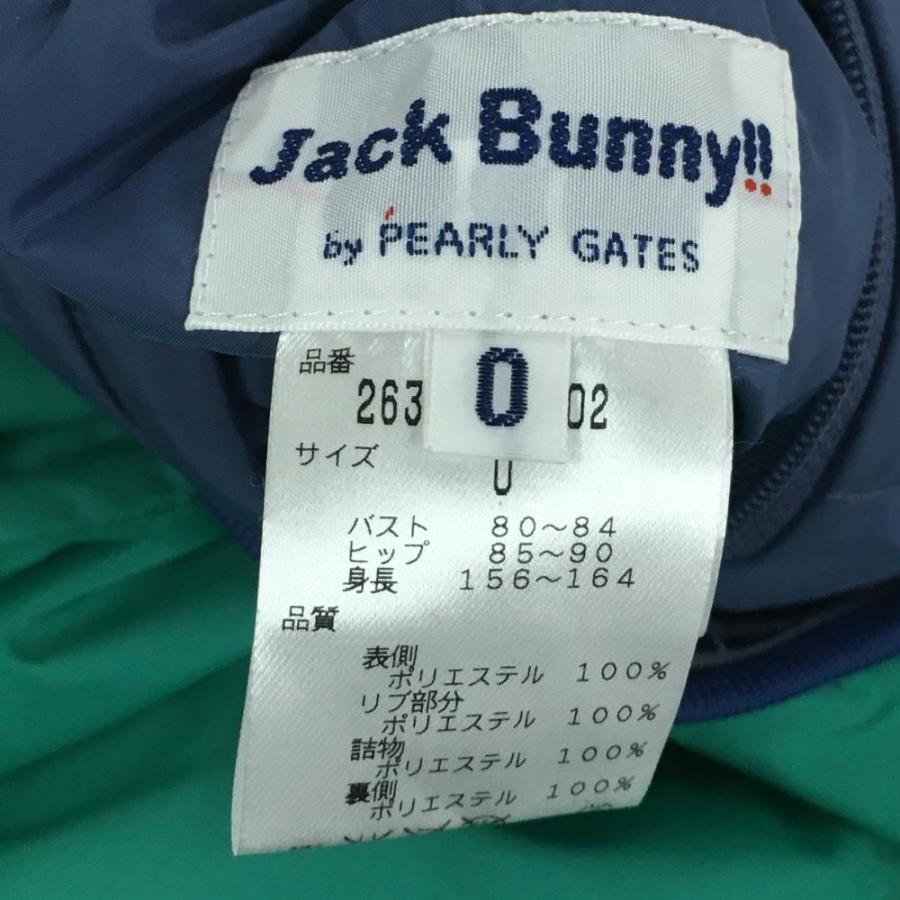 Jack Bunny!!
by PEARLY GATES
0
品番
263 02
サイズ
0
バスト 80～84
ヒップ 85～90
身長 156～164
品質
表側
ポリエステル 100%
リブ部分
ポリエステル 100%
詰物
ポリエステル 100%
裏側
ポリエステル 100%